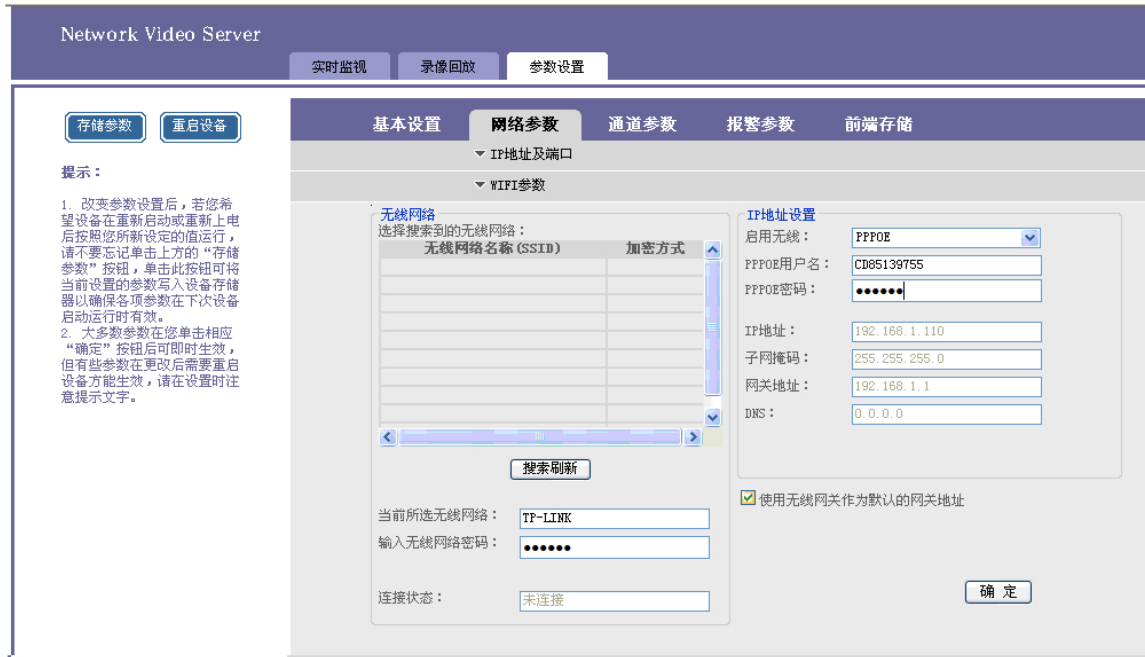 Network Video Server
实时监视 录像回放 参数设置
存储参数 重启设备
提示：
1. 改变参数设置后，若您希
望设备在重新启动或重新上电
后按照您所新设定的值运行，
请不要忘记单击上方的“存储
参数”按钮，单击此按钮可将
当前设置的参数写入设备存储
器以确保各项参数在下次设备
启动运行时有效。
2. 大多数参数在您单击相应
“确定”按钮后可即时生效，
但有些参数在更改后需要重启
设备方能生效，请在设置时注
意提示文字。
基本设置 网络参数 通道参数 报警参数 前端存储
IP地址及端口
WIFI参数
无线网络
选择搜索到的无线网络：
无线网络名称(SSID) 加密方式
搜索刷新
当前所选无线网络： TP-LINK
输入无线网络密码： ●●●●●●
连接状态： 未连接
IP地址设置
启用无线： PPPOE
PPPOE用户名： CD85139755
PPPOE密码： ●●●●●●
IP地址： 192.168.1.110
子网掩码： 255.255.255.0
网关地址： 192.168.1.1
DNS： 0.0.0.0
使用无线网关作为默认的网关地址
确 定